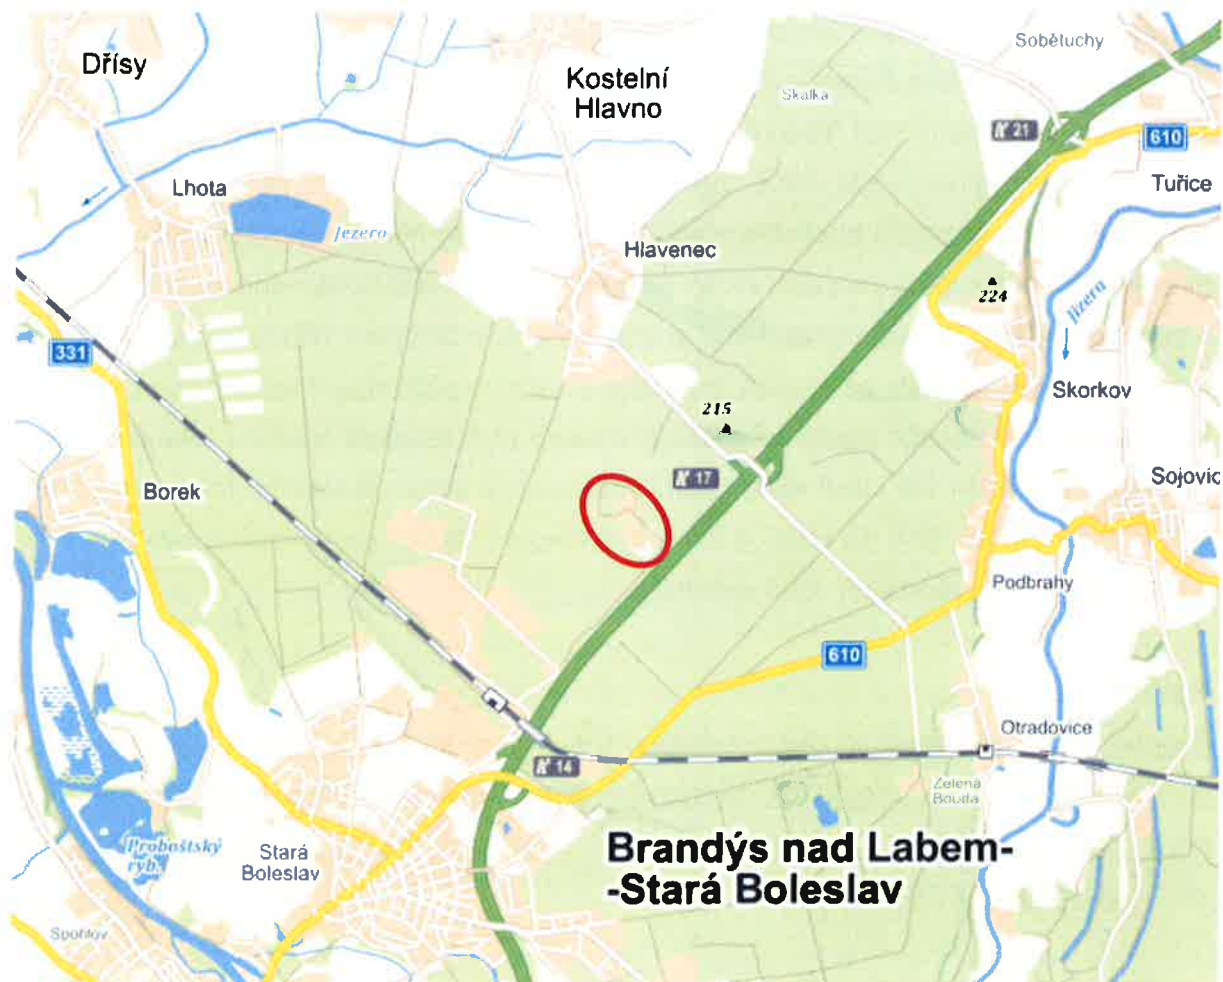 Dřísy
Kostelní
Hlavno
Sobětuchy
Skalka
21
610
Tuřice
Lhota
Jezero
Hlavenec
224
Jizera
331
215
Skorkov
17
Sojovic
Borek
Podbrahy
610
Otradovice
14
Zelená
Bouda
Proboštský
ryb.
Stará
Boleslav
Brandýs nad Labem-
-Stará Boleslav